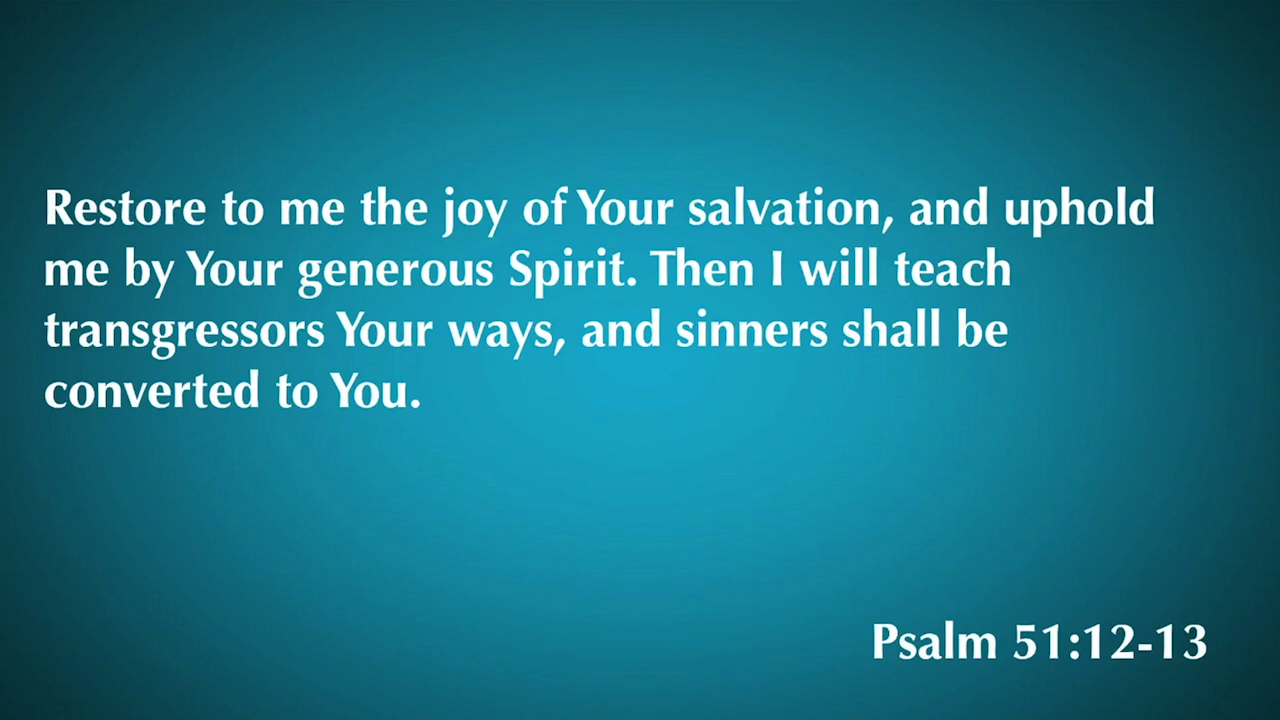 Restore to me the joy of Your salvation, and uphold
me by Your generous Spirit. Then I will teach
transgressors Your ways, and sinners shall be
converted to You.
Psalm 51:12-13